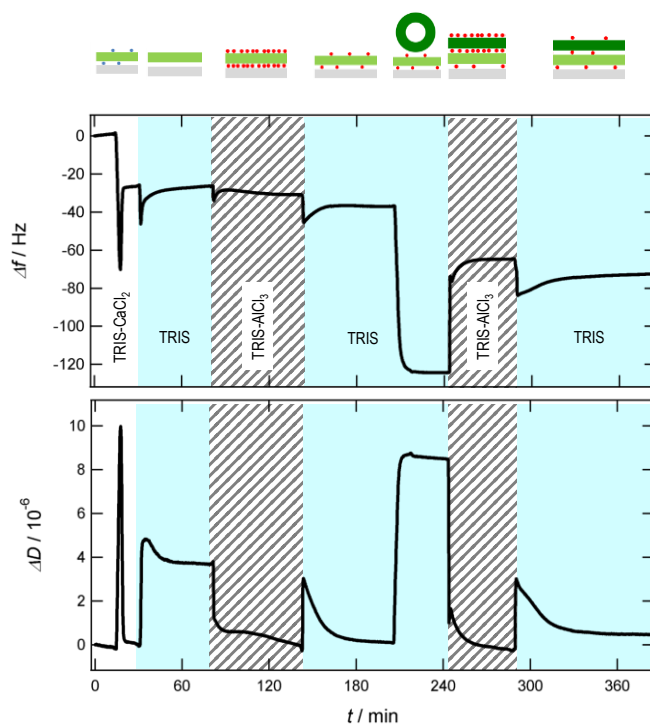 0
-20
-40
-60
-80
-100
-120
Δf / Hz
TRIS-CaCl₂
TRIS
TRIS-AlCl₃
TRIS
TRIS-AlCl₃
TRIS
10
8
6
4
2
0
ΔD / 10⁻⁶
0 60 120 180 240 300 360
t / min